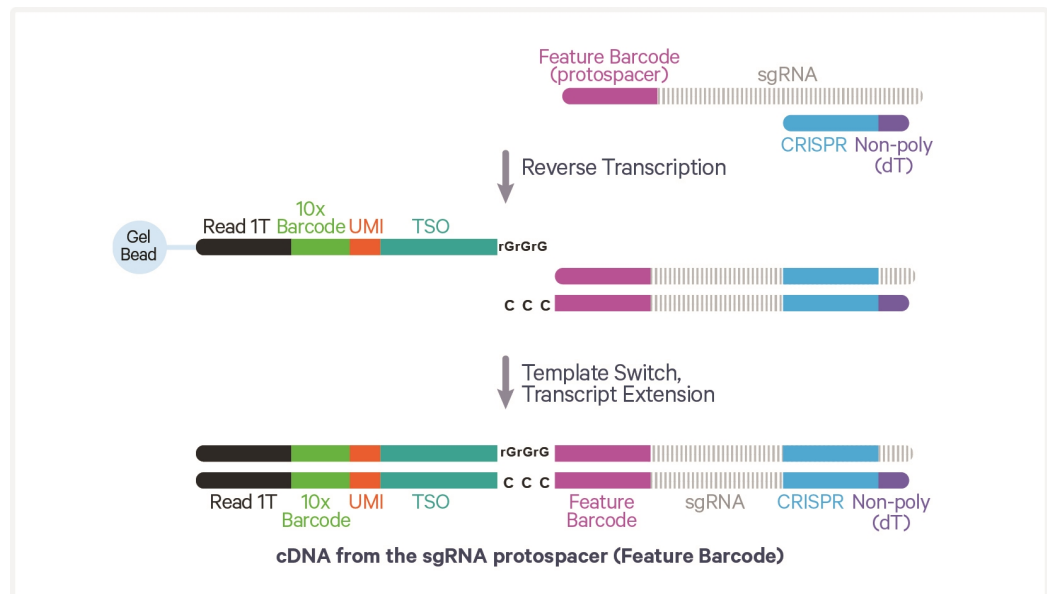 Feature Barcode
(protospacer)
sgRNA
CRISPR Non-poly
(dT)
Reverse Transcription
10x
Read 1T Barcode UMI TSO
Gel
Bead
rGrGrG
C C C
Template Switch,
Transcript Extension
rGrGrG
C C C
Read 1T 10x UMI TSO Feature sgRNA CRISPR Non-poly
Barcode Barcode (dT)
cDNA from the sgRNA protospacer (Feature Barcode)